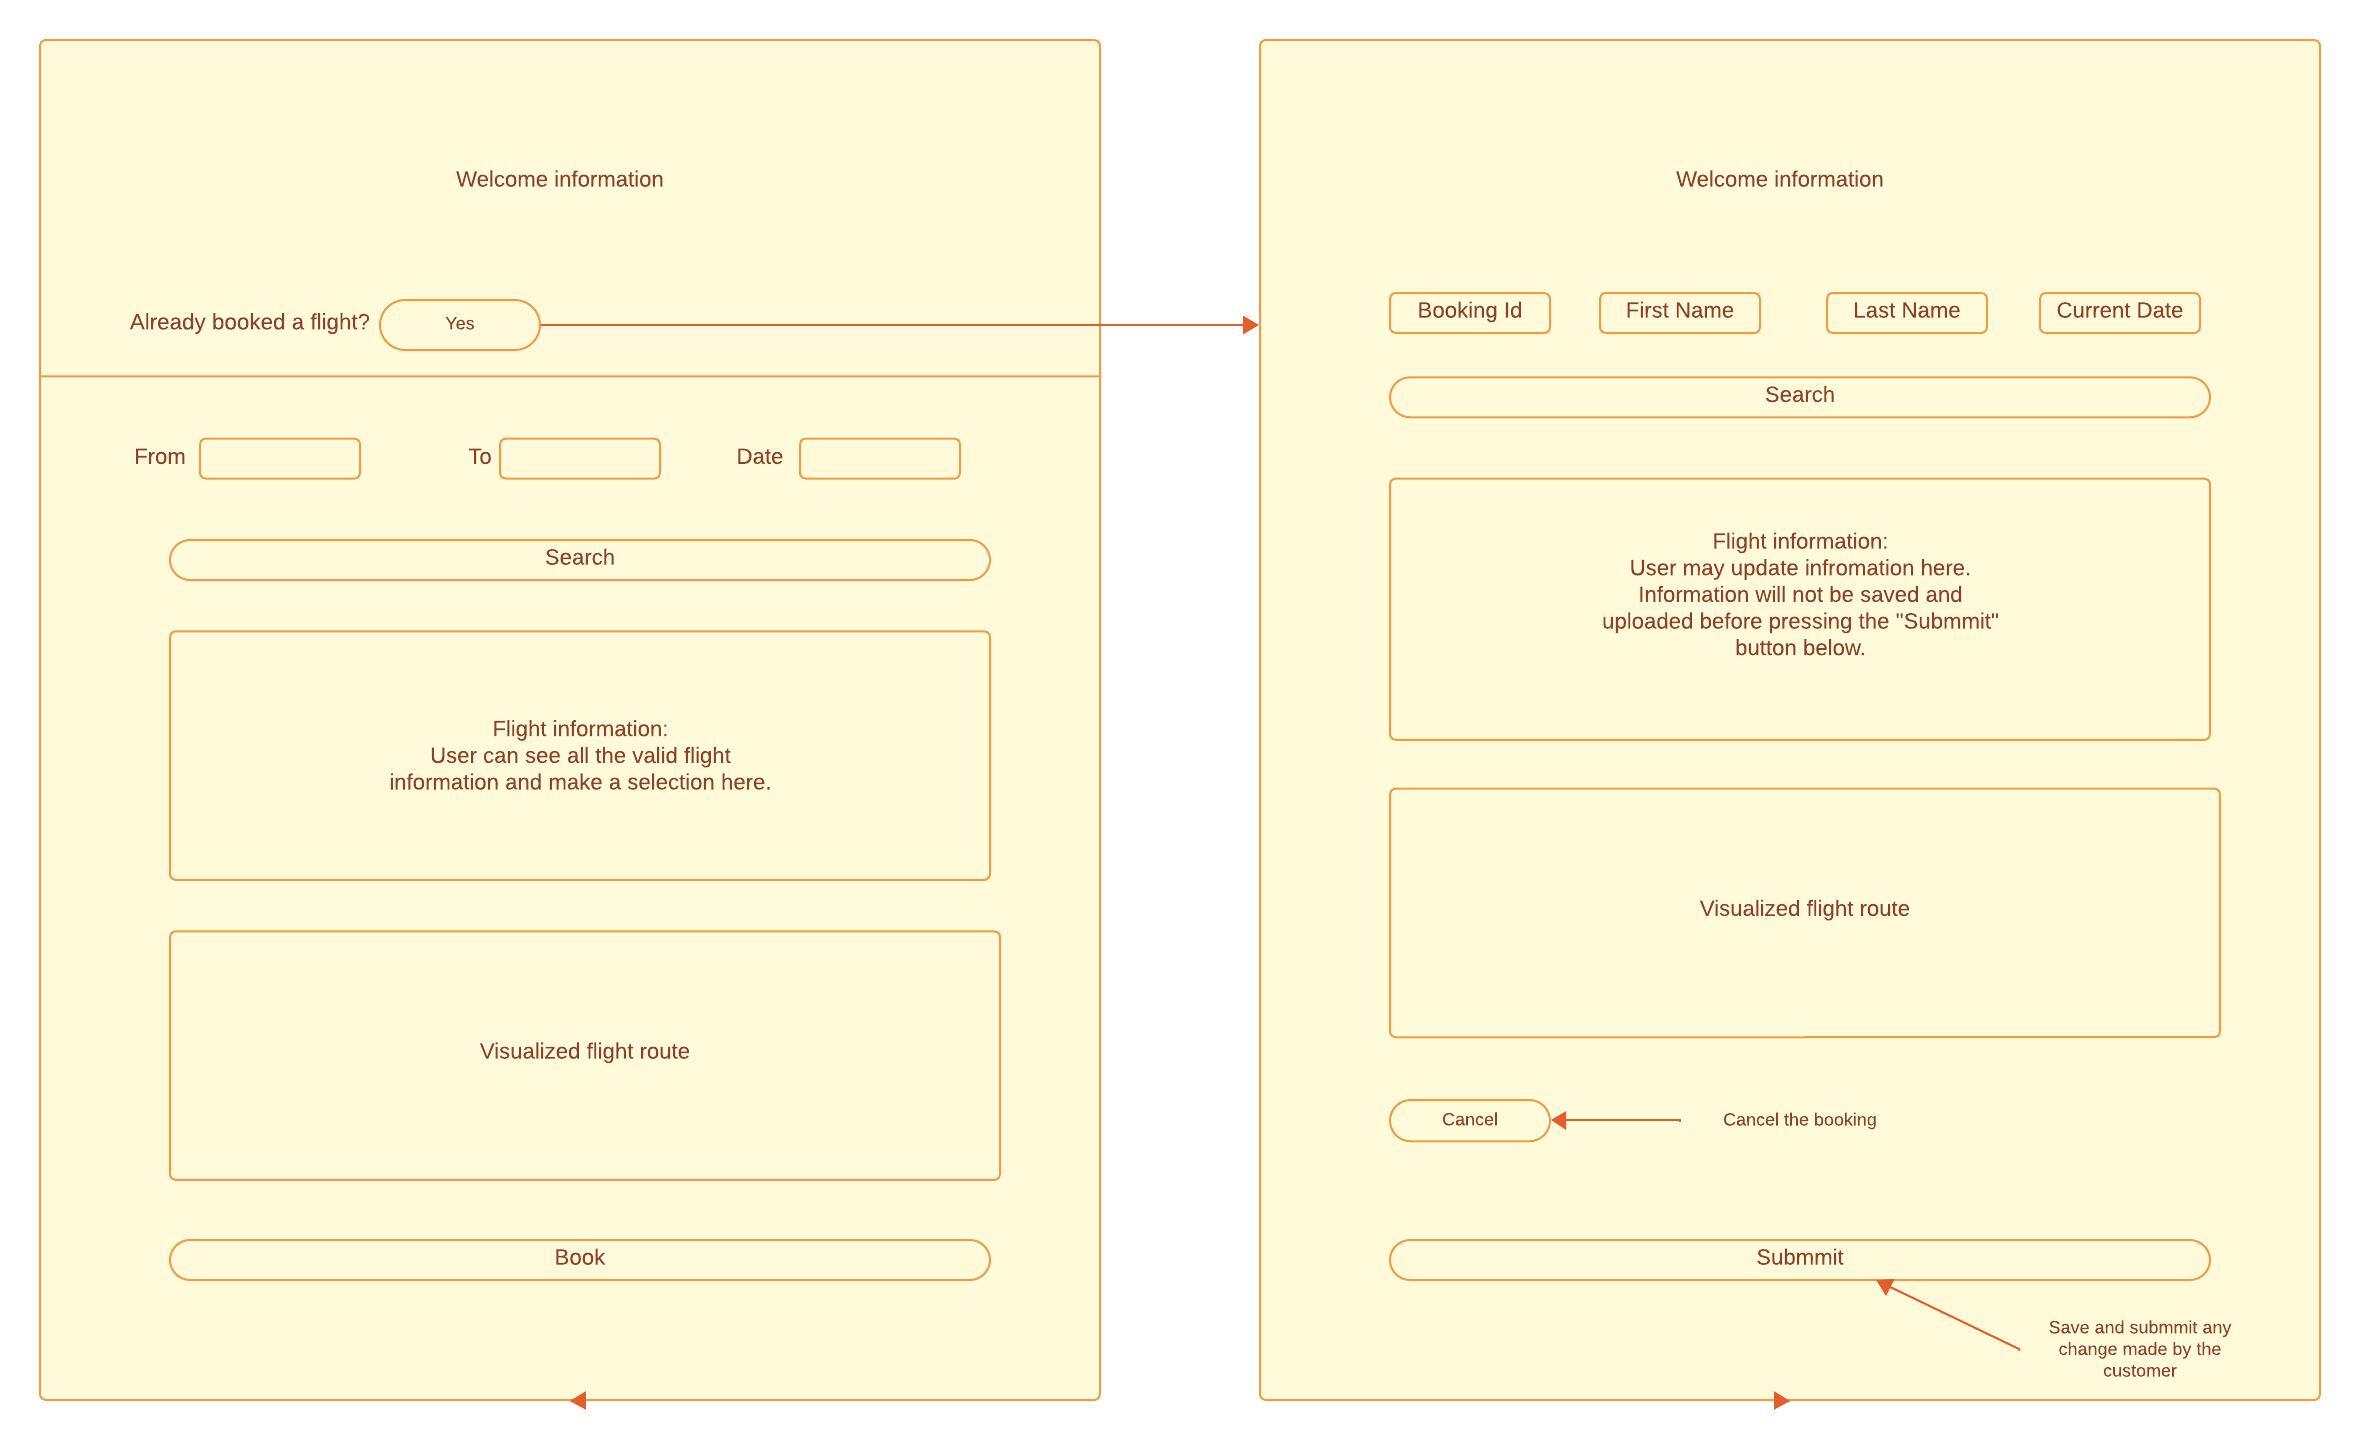 Welcome information
Already booked a flight?
Yes
From
To
Date
Search
Flight information:
User can see all the valid flight
information and make a selection here.
Visualized flight route
Book
Welcome information
Booking Id
First Name
Last Name
Current Date
Search
Flight information:
User may update infromation here.
Information will not be saved and
uploaded before pressing the "Submmit"
button below.
Visualized flight route
Cancel
Cancel the booking
Submmit
Save and submmit any
change made by the
customer